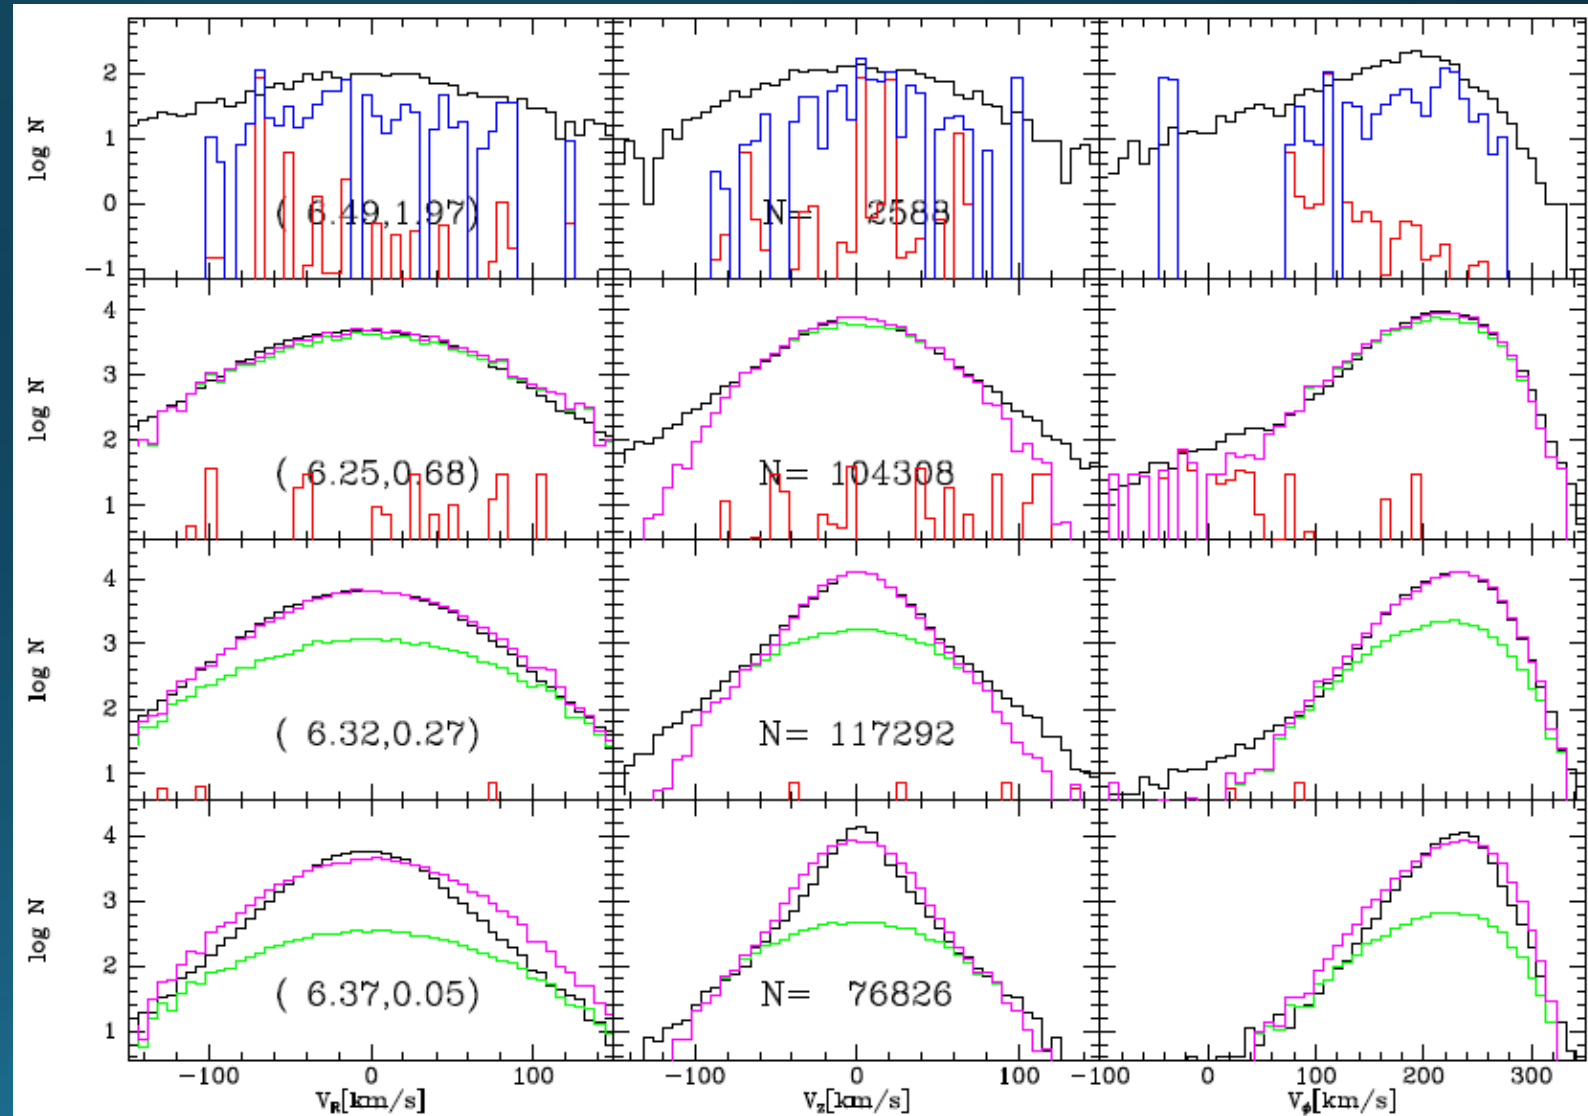 log N
2
1
0
−1
( 6.49,1.97)
N= 2588
log N
4
3
2
1
( 6.25,0.68)
N= 104308
log N
4
3
2
1
( 6.32,0.27)
N= 117292
log N
4
3
2
1
( 6.37,0.05)
N= 76826
−100 0 100 −100 0 100 −100 0 100 200 300
V_R[km/s] V_z[km/s] V_ϕ[km/s]